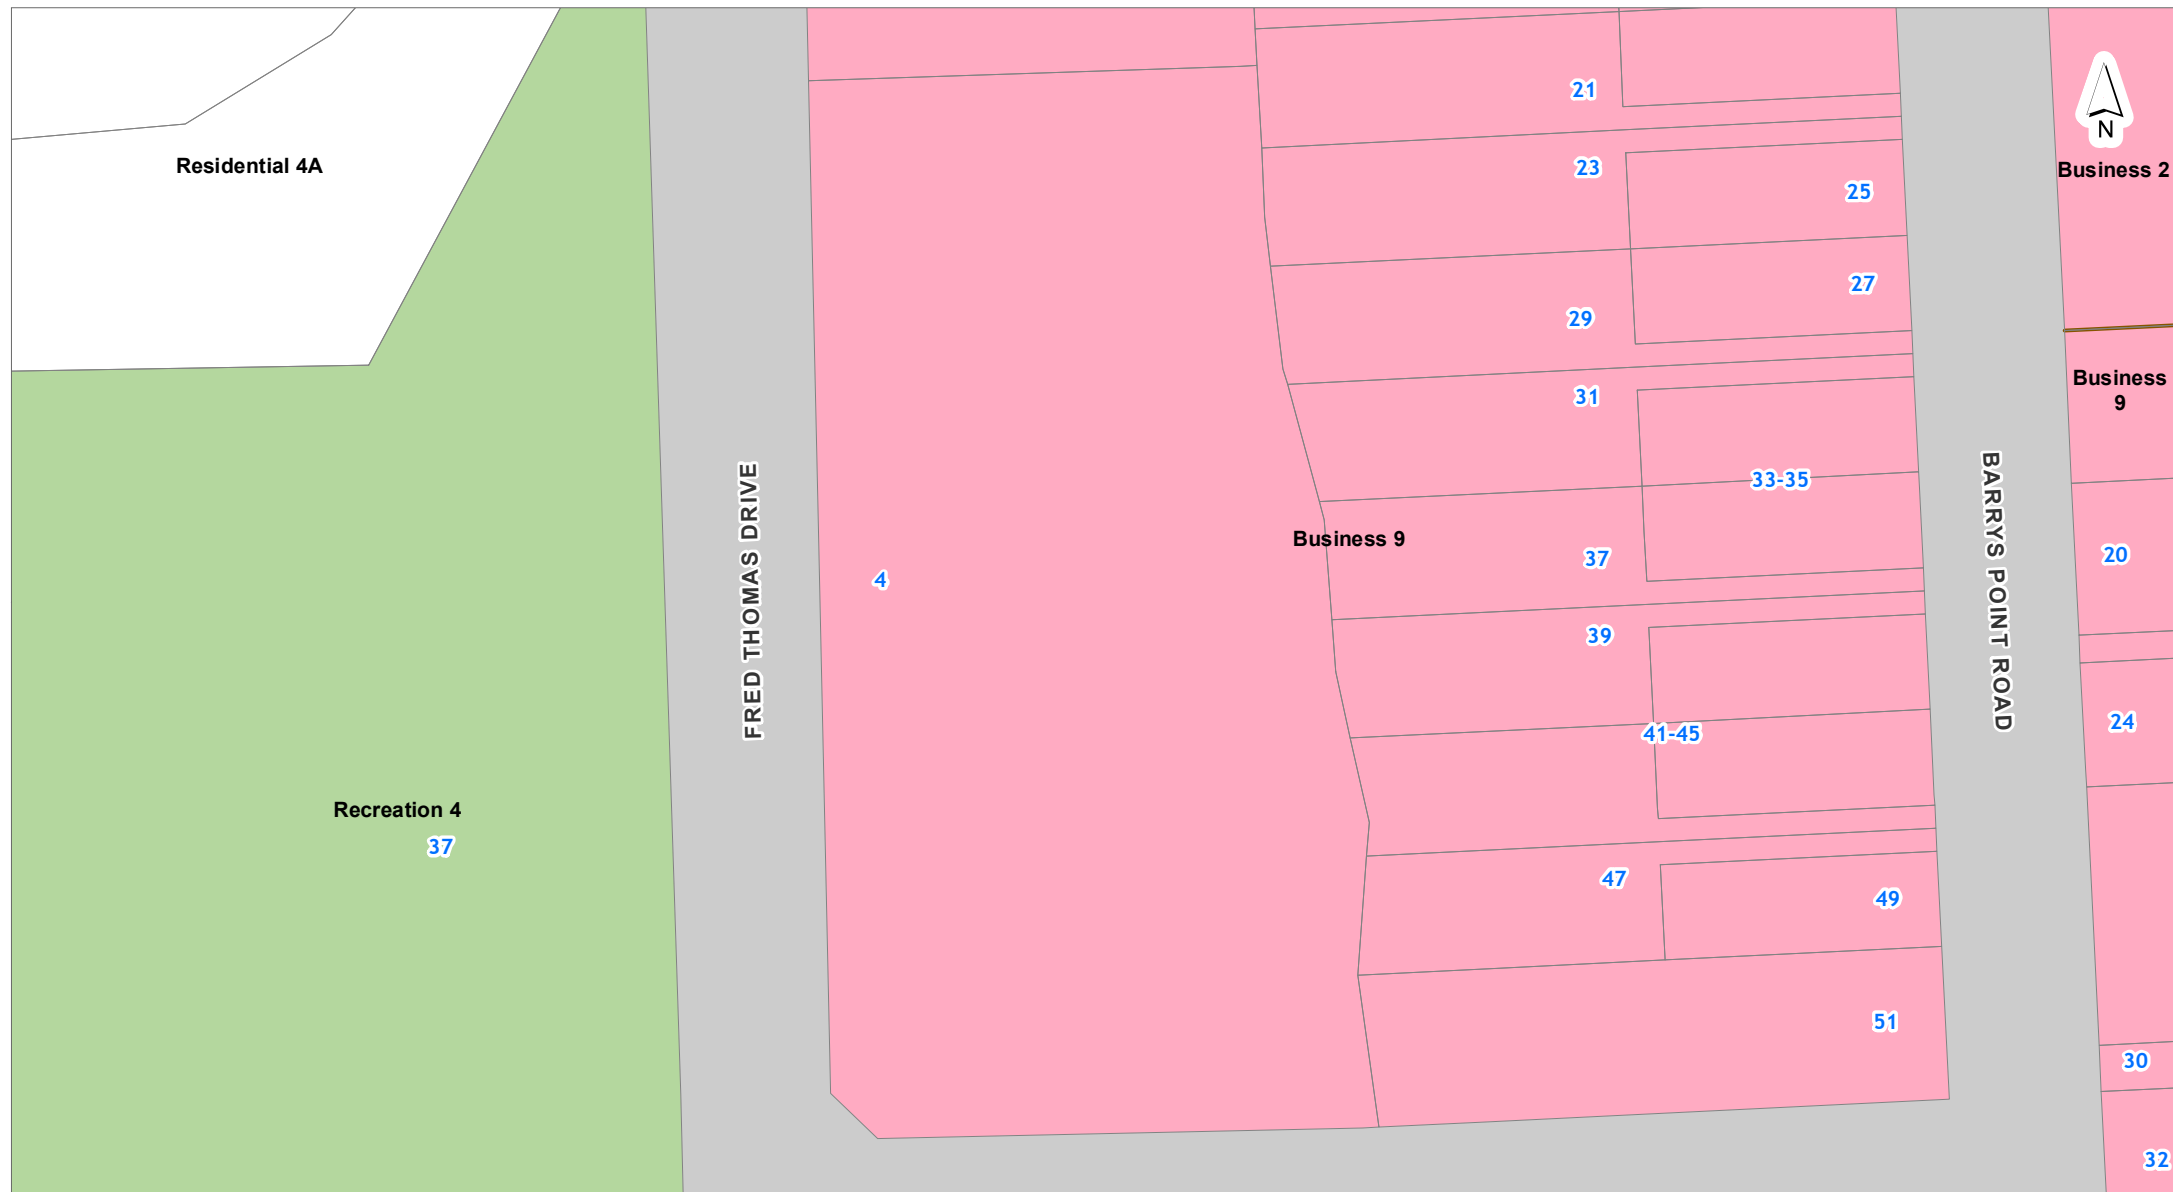 21
N
Residential 4A
23
Business 2
25
27
29
Business
9
31
33-35
FRED THOMAS DRIVE
BARRYS POINT ROAD
Business 9
37
20
4
39
24
41-45
Recreation 4
37
47
49
51
30
32